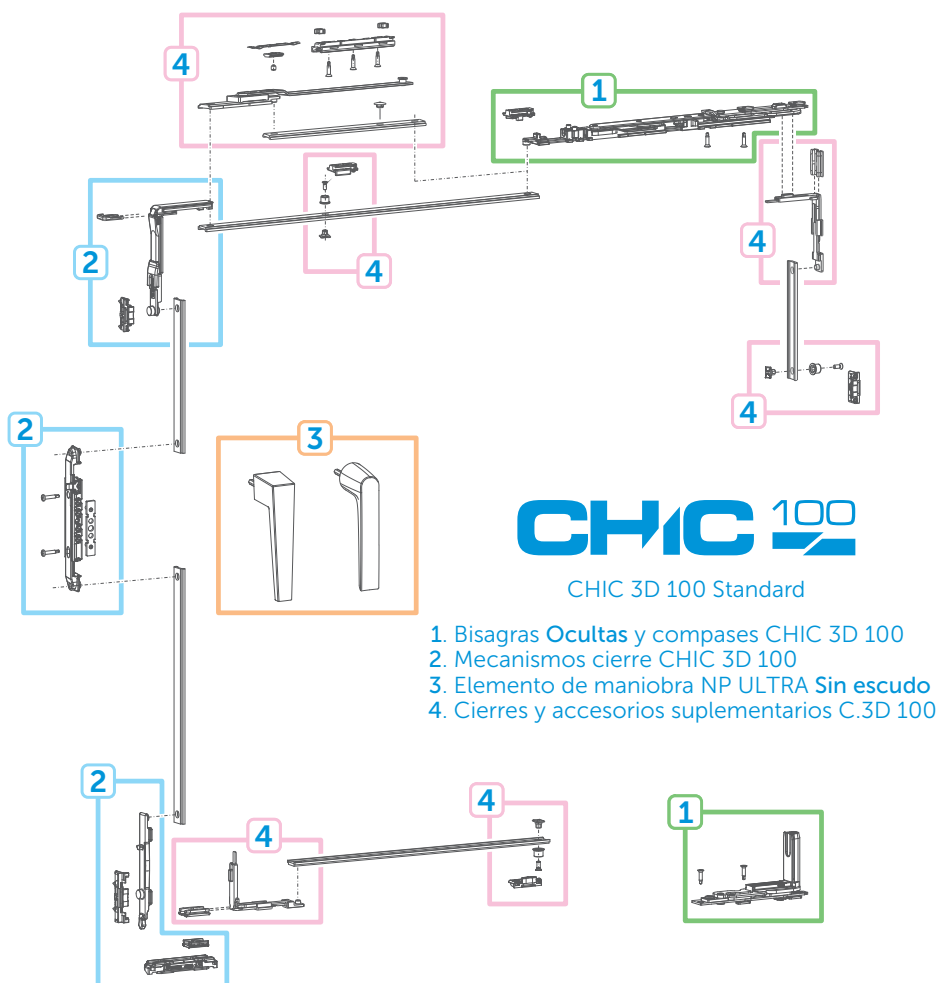 4
1
4
2
4
4
2
3
CHIC 100
CHIC 3D 100 Standard
1. Bisagras Ocultas y compases CHIC 3D 100
2. Mecanismos cierre CHIC 3D 100
3. Elemento de maniobra NP ULTRA Sin escudo
4. Cierres y accesorios suplementarios C.3D 100
2
4
4
1